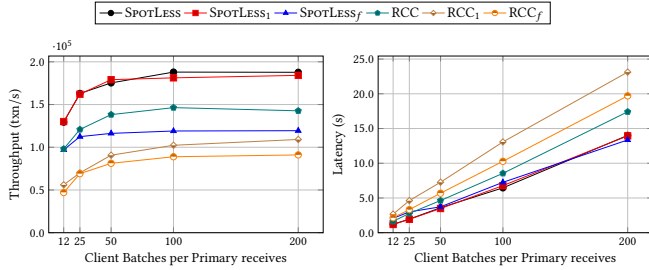 SPOTLESS SPOTLESS₁ SPOTLESSf RCC RCC₁ RCCf
·10⁵
2.0
1.5
1.0
0.5
0.0
12 25 50 100 200
Throughput (txn/s)
Client Batches per Primary receives
25.0
20.0
15.0
10.0
5.0
0.0
12 25 50 100 200
Latency (s)
Client Batches per Primary receives